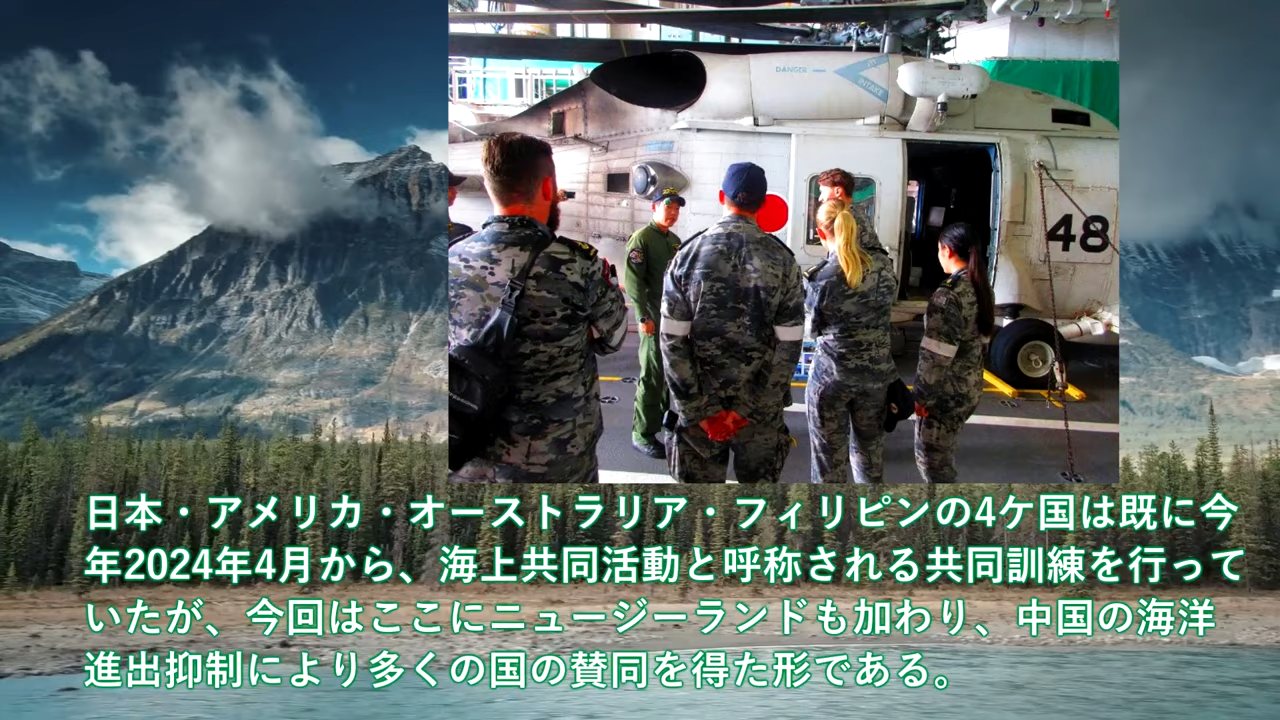 DANGER
JET
INTAKE
48
日本・アメリカ・オーストラリア・フィリピンの4ケ国は既に今
年2024年4月から、海上共同活動と呼称される共同訓練を行って
いたが、今回はここにニュージーランドも加わり、中国の海洋
進出抑制により多くの国の賛同を得た形である。